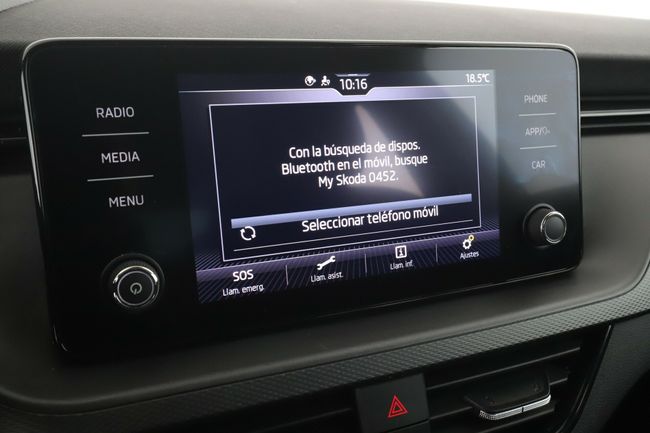 10:16
18.5°C
RADIO
MEDIA
MENU
Con la búsqueda de dispos.
Bluetooth en el móvil, busque
My Skoda 0452.
Seleccionar teléfono móvil
SOS
Llam. emerg.
Llam. asist.
Llam. inf.
Ajustes
PHONE
APP/
CAR